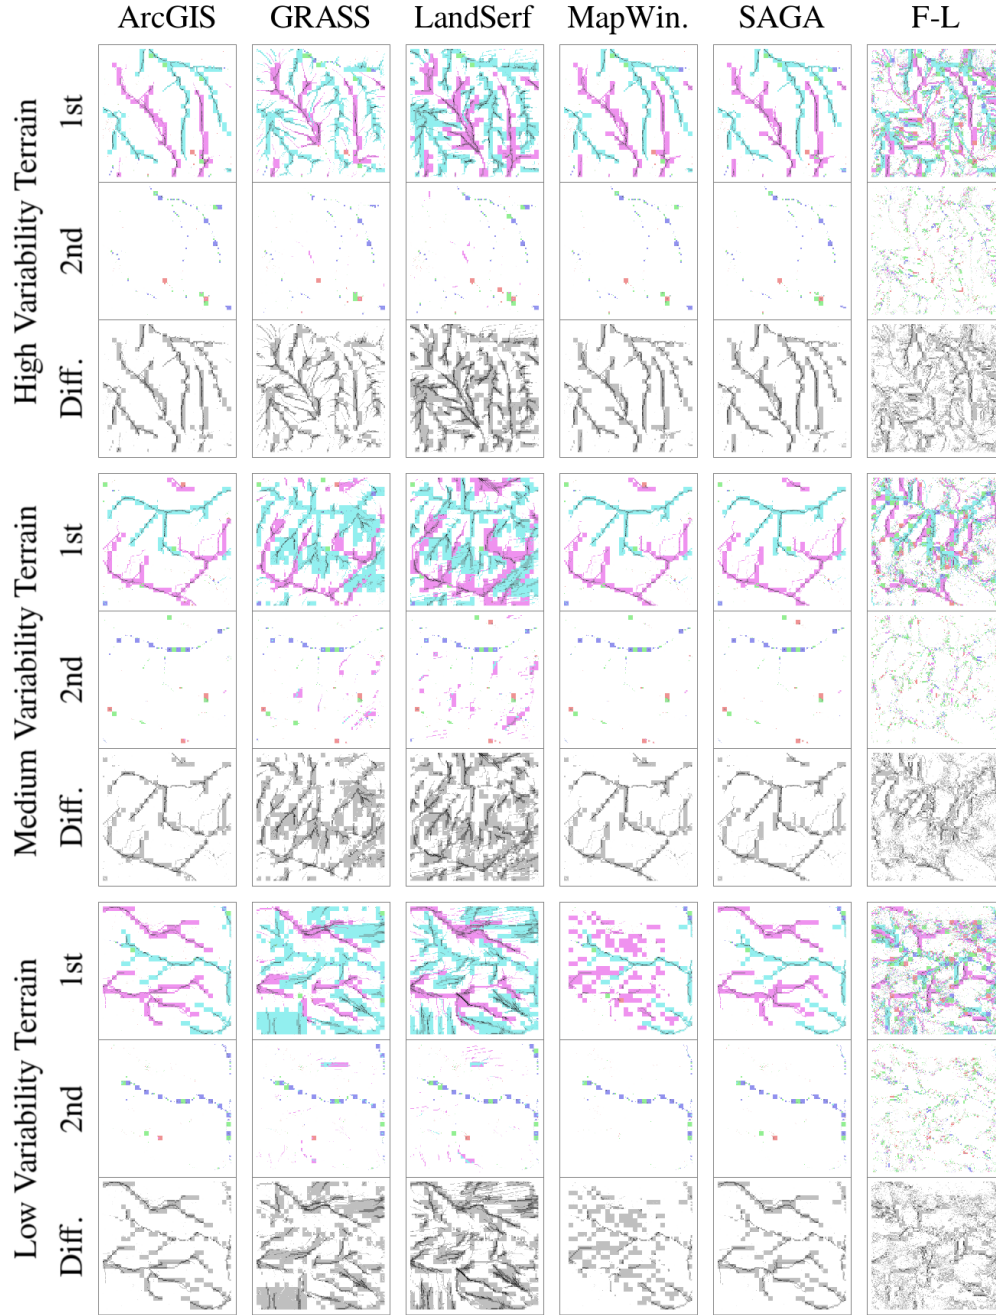 ArcGIS GRASS LandSerf MapWin. SAGA F-L
High Variability Terrain
1st
2nd
Diff.
Medium Variability Terrain
1st
2nd
Diff.
Low Variability Terrain
1st
2nd
Diff.